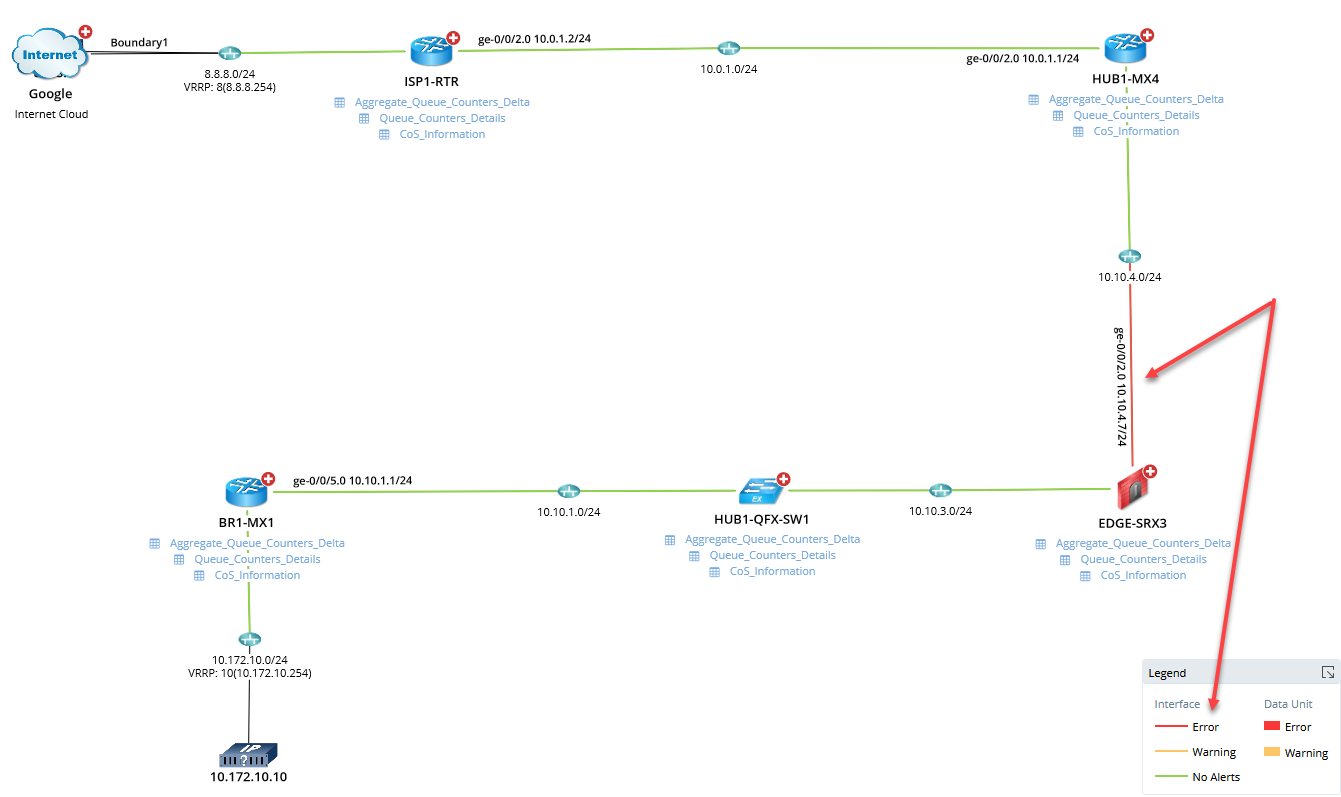 Internet
Google
Internet Cloud
Boundary1
8.8.8.0/24
VRRP: 8(8.8.8.254)
ISP1-RTR
Aggregate_Queue_Counters_Delta
Queue_Counters_Details
CoS_Information
ge-0/0/2.0 10.0.1.2/24
10.0.1.0/24
ge-0/0/2.0 10.0.1.1/24
HUB1-MX4
Aggregate_Queue_Counters_Delta
Queue_Counters_Details
CoS_Information
10.10.4.0/24
ge-0/0/2.0 10.10.4.7/24
BR1-MX1
Aggregate_Queue_Counters_Delta
Queue_Counters_Details
CoS_Information
ge-0/0/5.0 10.10.1.1/24
10.10.1.0/24
EX
HUB1-QFX-SW1
Aggregate_Queue_Counters_Delta
Queue_Counters_Details
CoS_Information
10.10.3.0/24
EDGE-SRX3
Aggregate_Queue_Counters_Delta
Queue_Counters_Details
CoS_Information
10.172.10.0/24
VRRP: 10(10.172.10.254)
IP
?
10.172.10.10
Legend
Interface
Error
Warning
No Alerts
Data Unit
Error
Warning